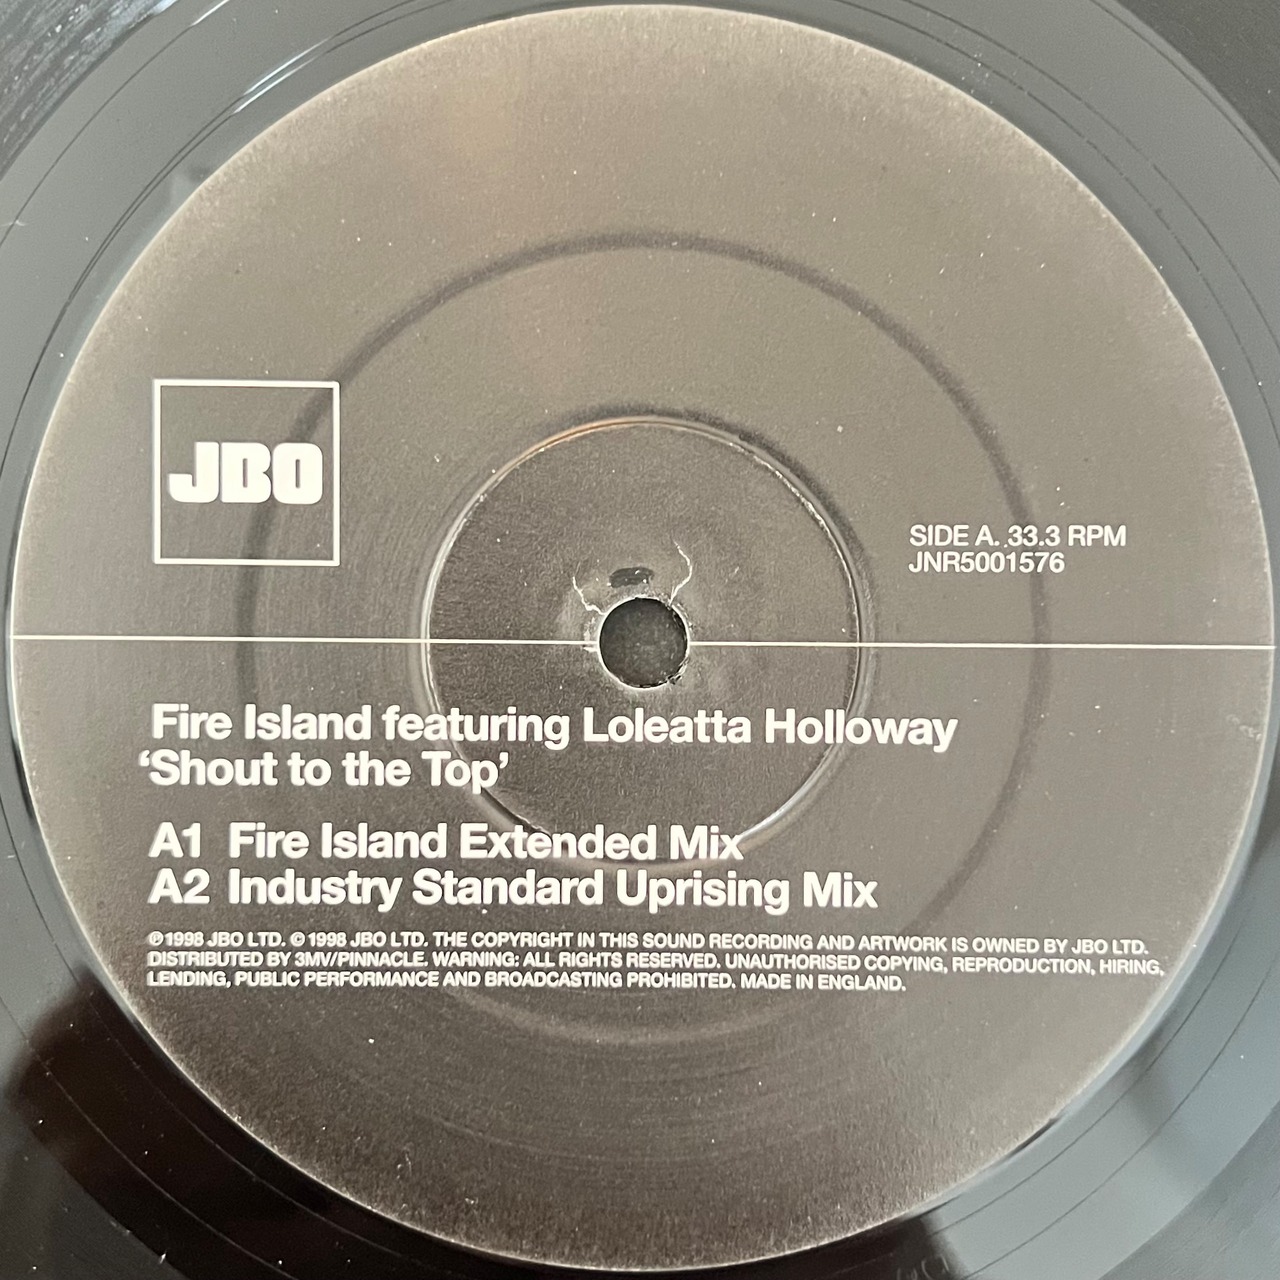 JBO
SIDE A. 33.3 RPM
JNR5001576
Fire Island featuring Loleatta Holloway
‘Shout to the Top’
A1 Fire Island Extended Mix
A2 Industry Standard Uprising Mix
℗1998 JBO LTD. ©1998 JBO LTD. THE COPYRIGHT IN THIS SOUND RECORDING AND ARTWORK IS OWNED BY JBO LTD.
DISTRIBUTED BY 3MV/PINNACLE. WARNING: ALL RIGHTS RESERVED. UNAUTHORISED COPYING, REPRODUCTION, HIRING,
LENDING, PUBLIC PERFORMANCE AND BROADCASTING PROHIBITED. MADE IN ENGLAND.